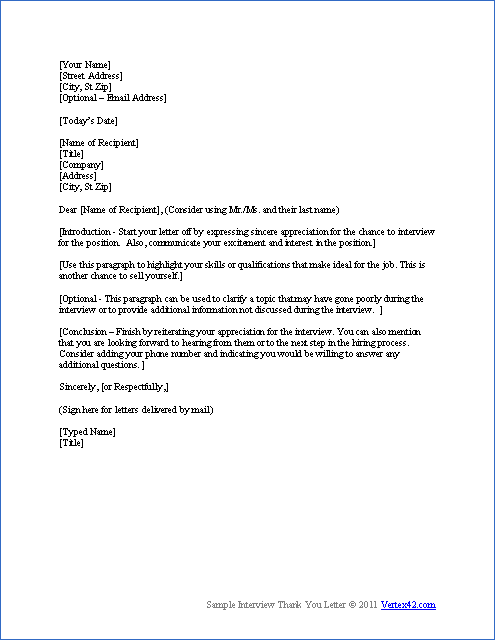 [Your Name]
[Street Address]
[City, St Zip]
[Optional – Email Address]
[Today's Date]
[Name of Recipient]
[Title]
[Company]
[Address]
[City, St Zip]
Dear [Name of Recipient], (Consider using Mr./Ms. and their last name)
[Introduction - Start your letter off by expressing sincere appreciation for the chance to interview
for the position.  Also, communicate your excitement and interest in the position.]
[Use this paragraph to highlight your skills or qualifications that make ideal for the job. This is
another chance to sell yourself.]
[Optional - This paragraph can be used to clarify a topic that may have gone poorly during the
interview or to provide additional information not discussed during the interview.  ]
[Conclusion – Finish by reiterating your appreciation for the interview. You can also mention
that you are looking forward to hearing from them or to the next step in the hiring process.
Consider adding your phone number and indicating you would be willing to answer any
additional questions. ]
Sincerely, [or Respectfully,]
(Sign here for letters delivered by mail)
[Typed Name]
[Title]
Sample Interview Thank You Letter © 2011 Vertex42.com